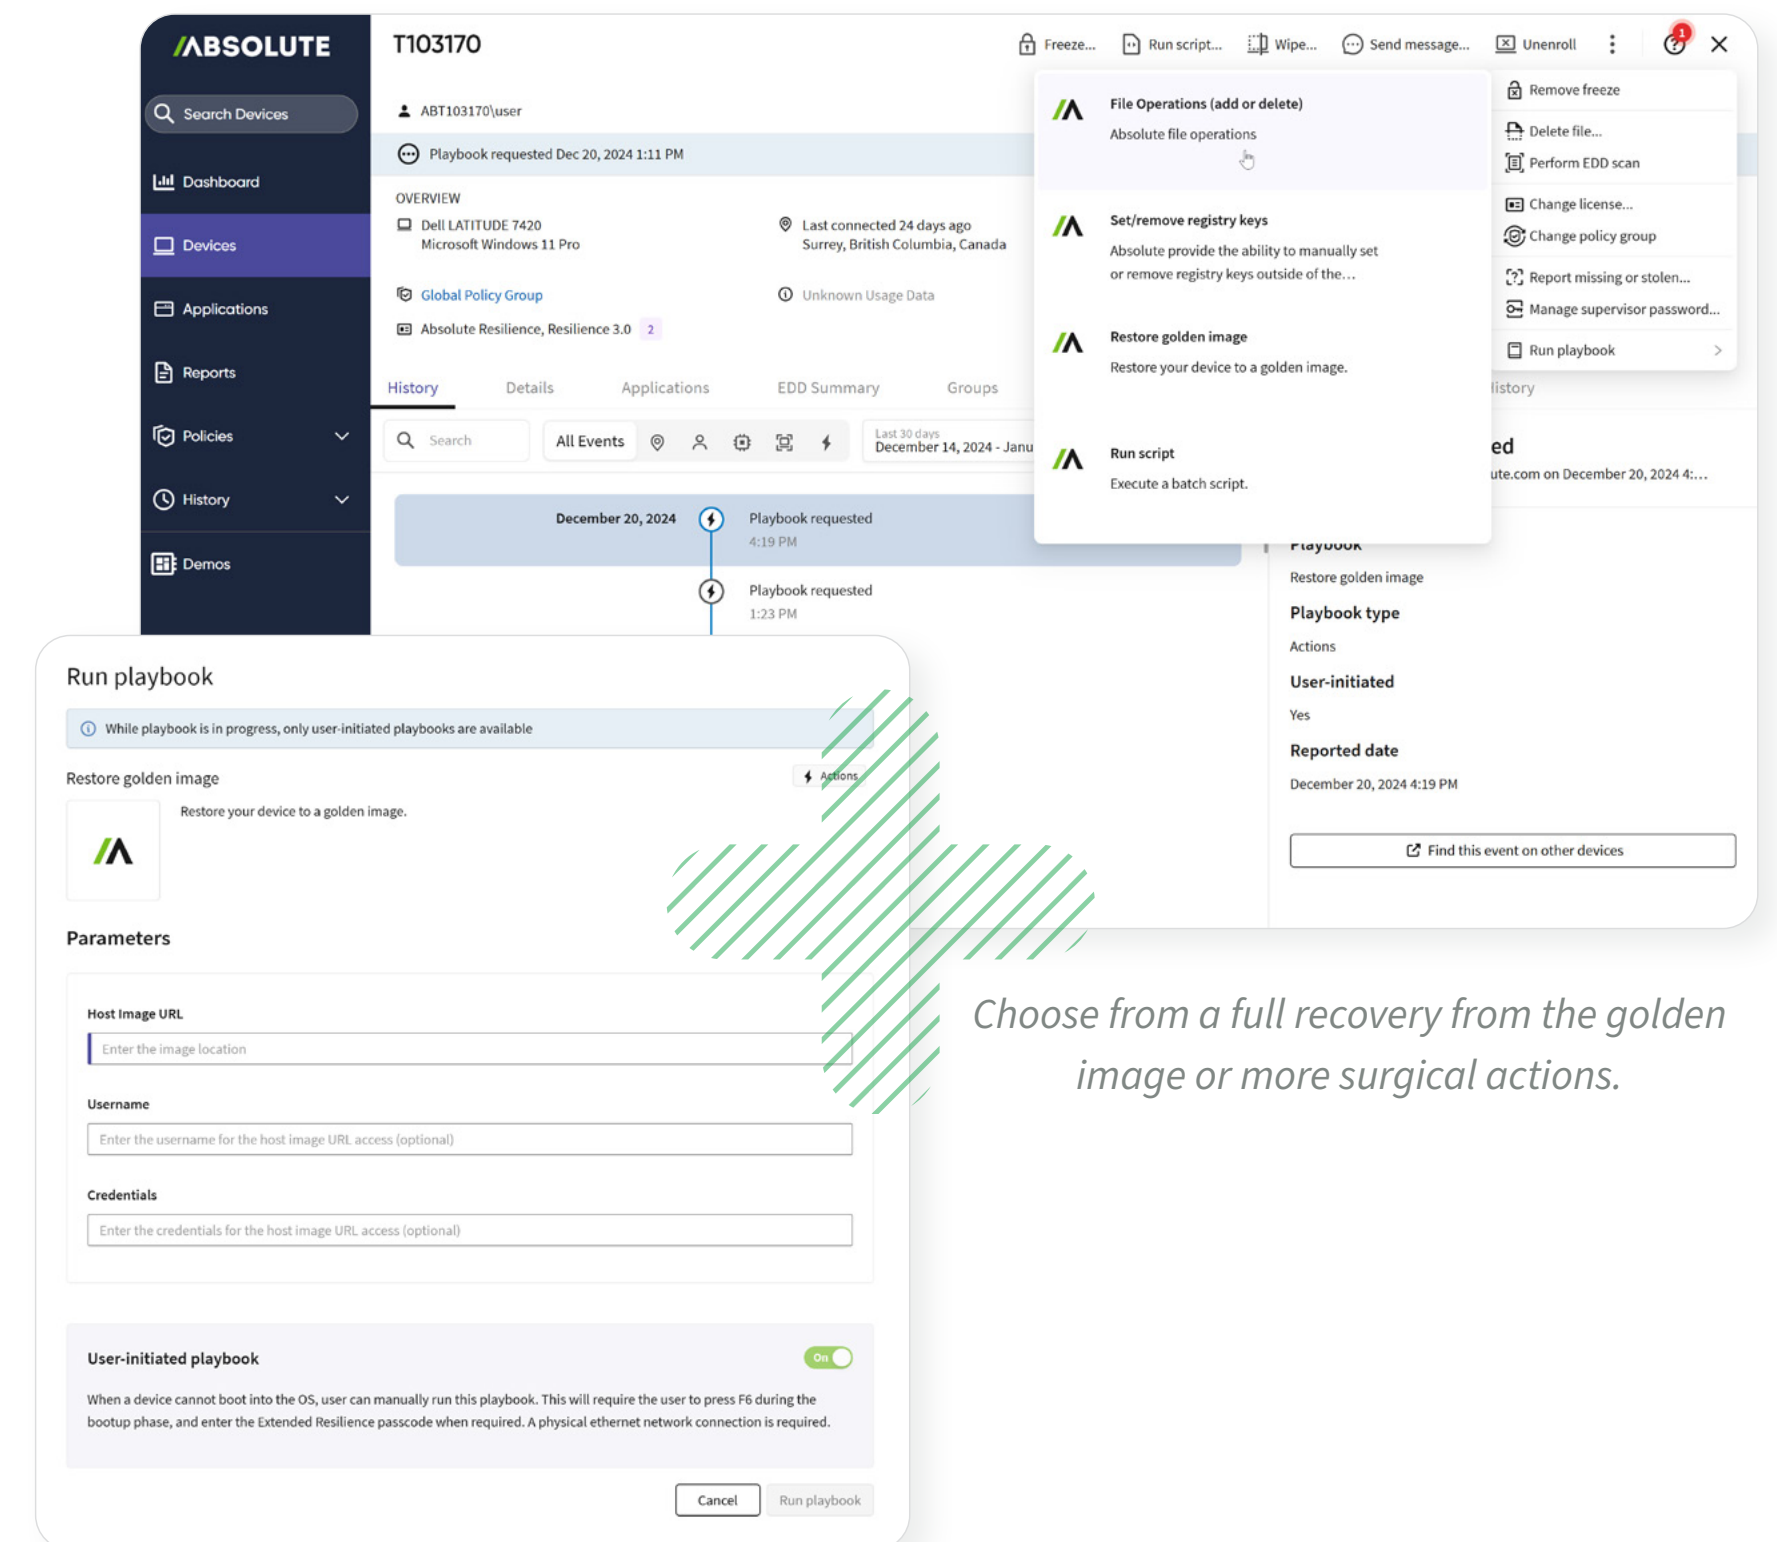 ABSOLUTE
Search Devices
Dashboard
Devices
Applications
Reports
Policies
History
Demos
T103170
Freeze...
Run script...
Wipe...
Send message...
Unenroll
1
ABT103170\user
Playbook requested Dec 20, 2024 1:11 PM
OVERVIEW
Dell LATITUDE 7420
Microsoft Windows 11 Pro
Last connected 24 days ago
Surrey, British Columbia, Canada
Global Policy Group
Unknown Usage Data
Absolute Resilience, Resilience 3.0 2
History
Details
Applications
EDD Summary
Groups
Search
All Events
Last 30 days
December 14, 2024 - Janu
December 20, 2024
Playbook requested
4:19 PM
Playbook requested
1:23 PM
File Operations (add or delete)
Absolute file operations
Set/remove registry keys
Absolute provide the ability to manually set
or remove registry keys outside of the...
Restore golden image
Restore your device to a golden image.
Run script
Execute a batch script.
Remove freeze
Delete file...
Perform EDD scan
Change license...
Change policy group
Report missing or stolen...
Manage supervisor password...
Run playbook
listory
ed
ute.com on December 20, 2024 4:...
Playbook
Restore golden image
Playbook type
Actions
User-initiated
Yes
Reported date
December 20, 2024 4:19 PM
Find this event on other devices
Run playbook
While playbook is in progress, only user-initiated playbooks are available
Restore golden image
Actions
Restore your device to a golden image.
Parameters
Host Image URL
Enter the image location
Username
Enter the username for the host image URL access (optional)
Credentials
Enter the credentials for the host image URL access (optional)
User-initiated playbook
On
When a device cannot boot into the OS, user can manually run this playbook. This will require the user to press F6 during the
bootup phase, and enter the Extended Resilience passcode when required. A physical ethernet network connection is required.
Cancel
Run playbook
Choose from a full recovery from the golden
image or more surgical actions.